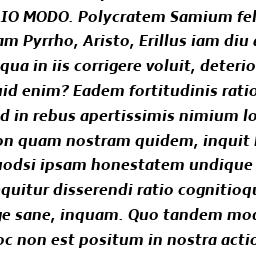 IO MODO. Polycratem Samium fel
am Pyrrho, Aristo, Erillus iam diu
qua in iis corrigere voluit, deterio
id enim? Eadem fortitudinis ratio
d in rebus apertissimis nimium lo
on quam nostram quidem, inquit
uodsi ipsam honestatem undique
quitur disserendi ratio cognitioqu
ge sane, inquam. Quo tandem mod
oc non est positum in nostra actio